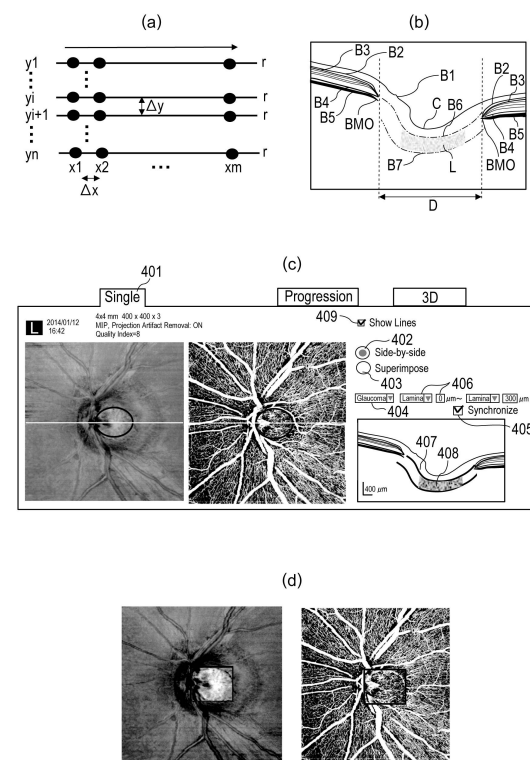 (a)
y1
r
yi
Δy
r
yi+1
r
yn
r
x1 x2 ... xm
Δx
(b)
B3
B2
B1
C
B6
B2
B3
B4
B5
BMO
B7
L
B4
BMO
B5
D
(c)
401
Single
Progression
3D
L
2014/01/12
16:42
4x4 mm 400 x 400 x 3
MIP, Projection Artifact Removal: ON
Quality Index=8
409
Show Lines
402
Side-by-side
Superimpose
403
406
Glaucoma Lamina 0 μm~ Lamina 300 μm
404
Synchronize
405
407
408
400 μm
(d)